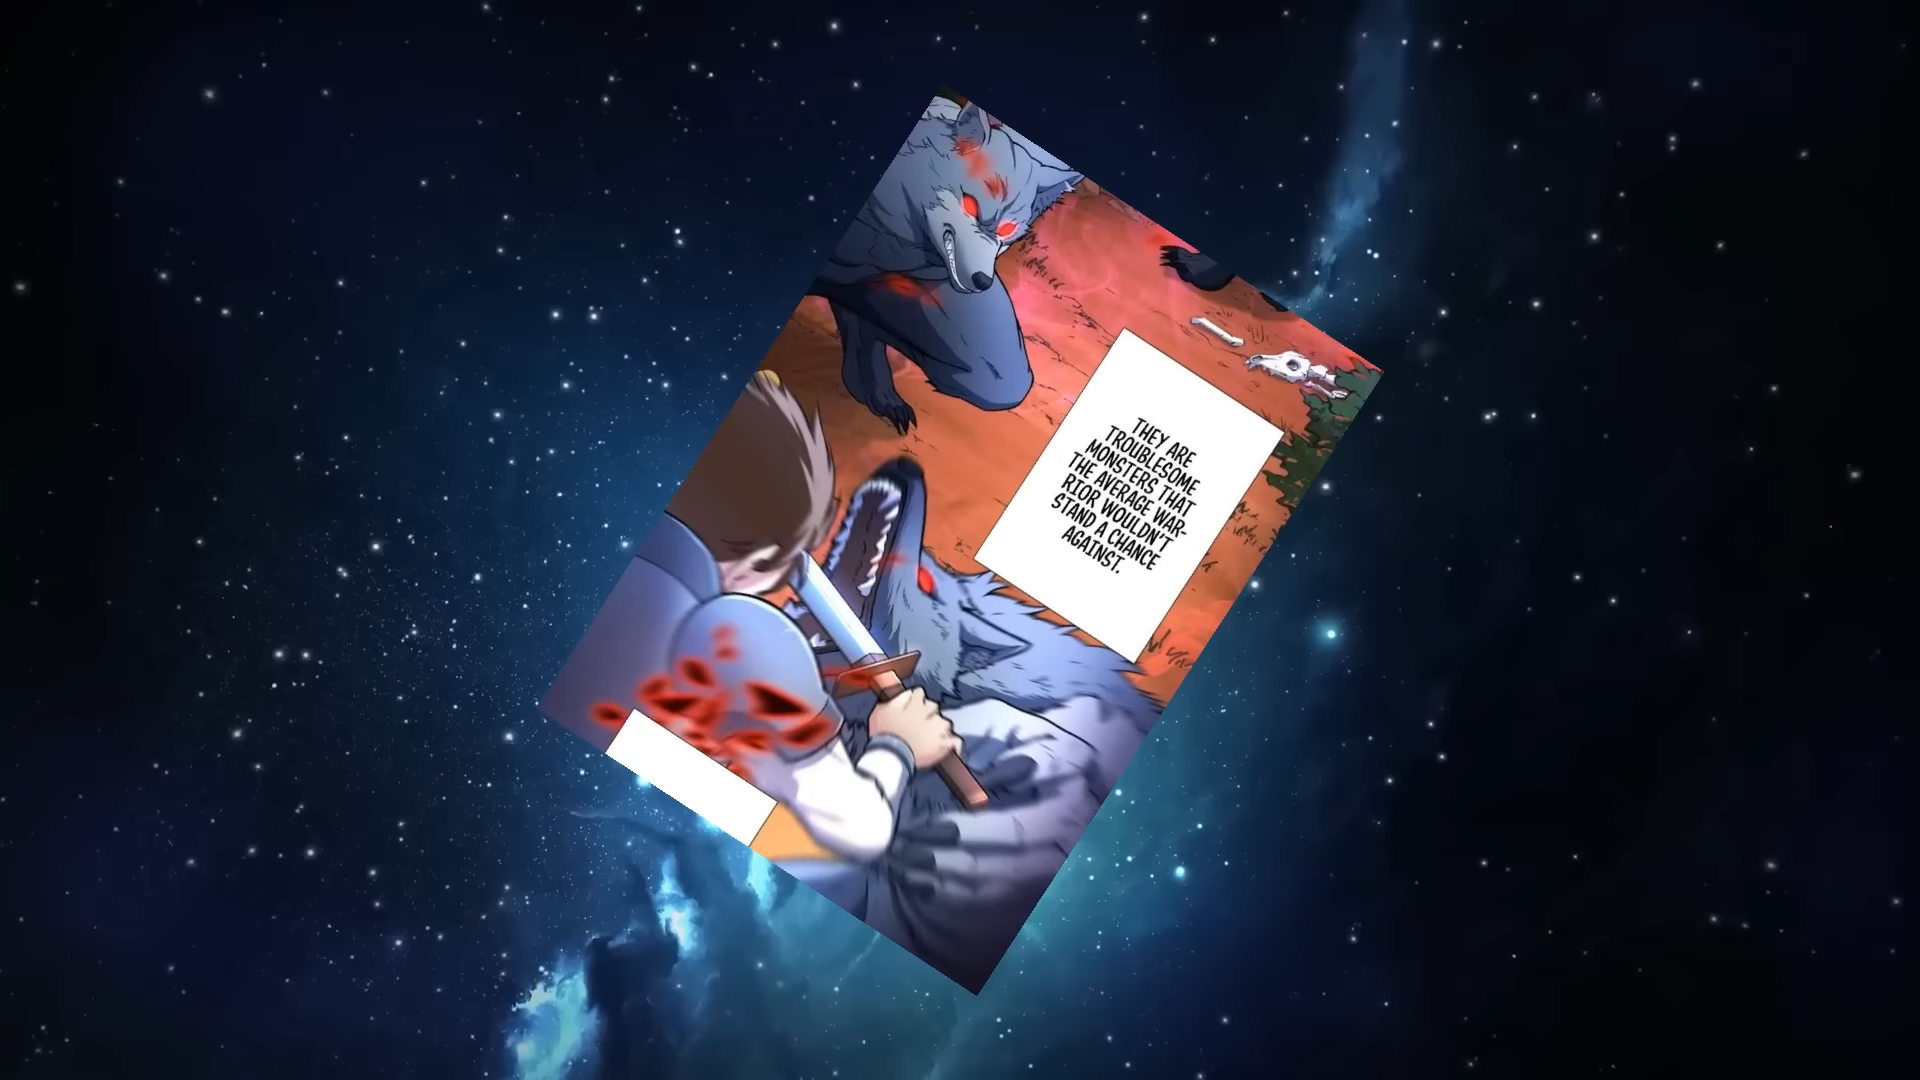 THEY ARE
TROUBLESOME
MONSTERS THAT
THE AVERAGE WAR-
RIOR WOULDN'T
STAND A CHANCE
AGAINST.